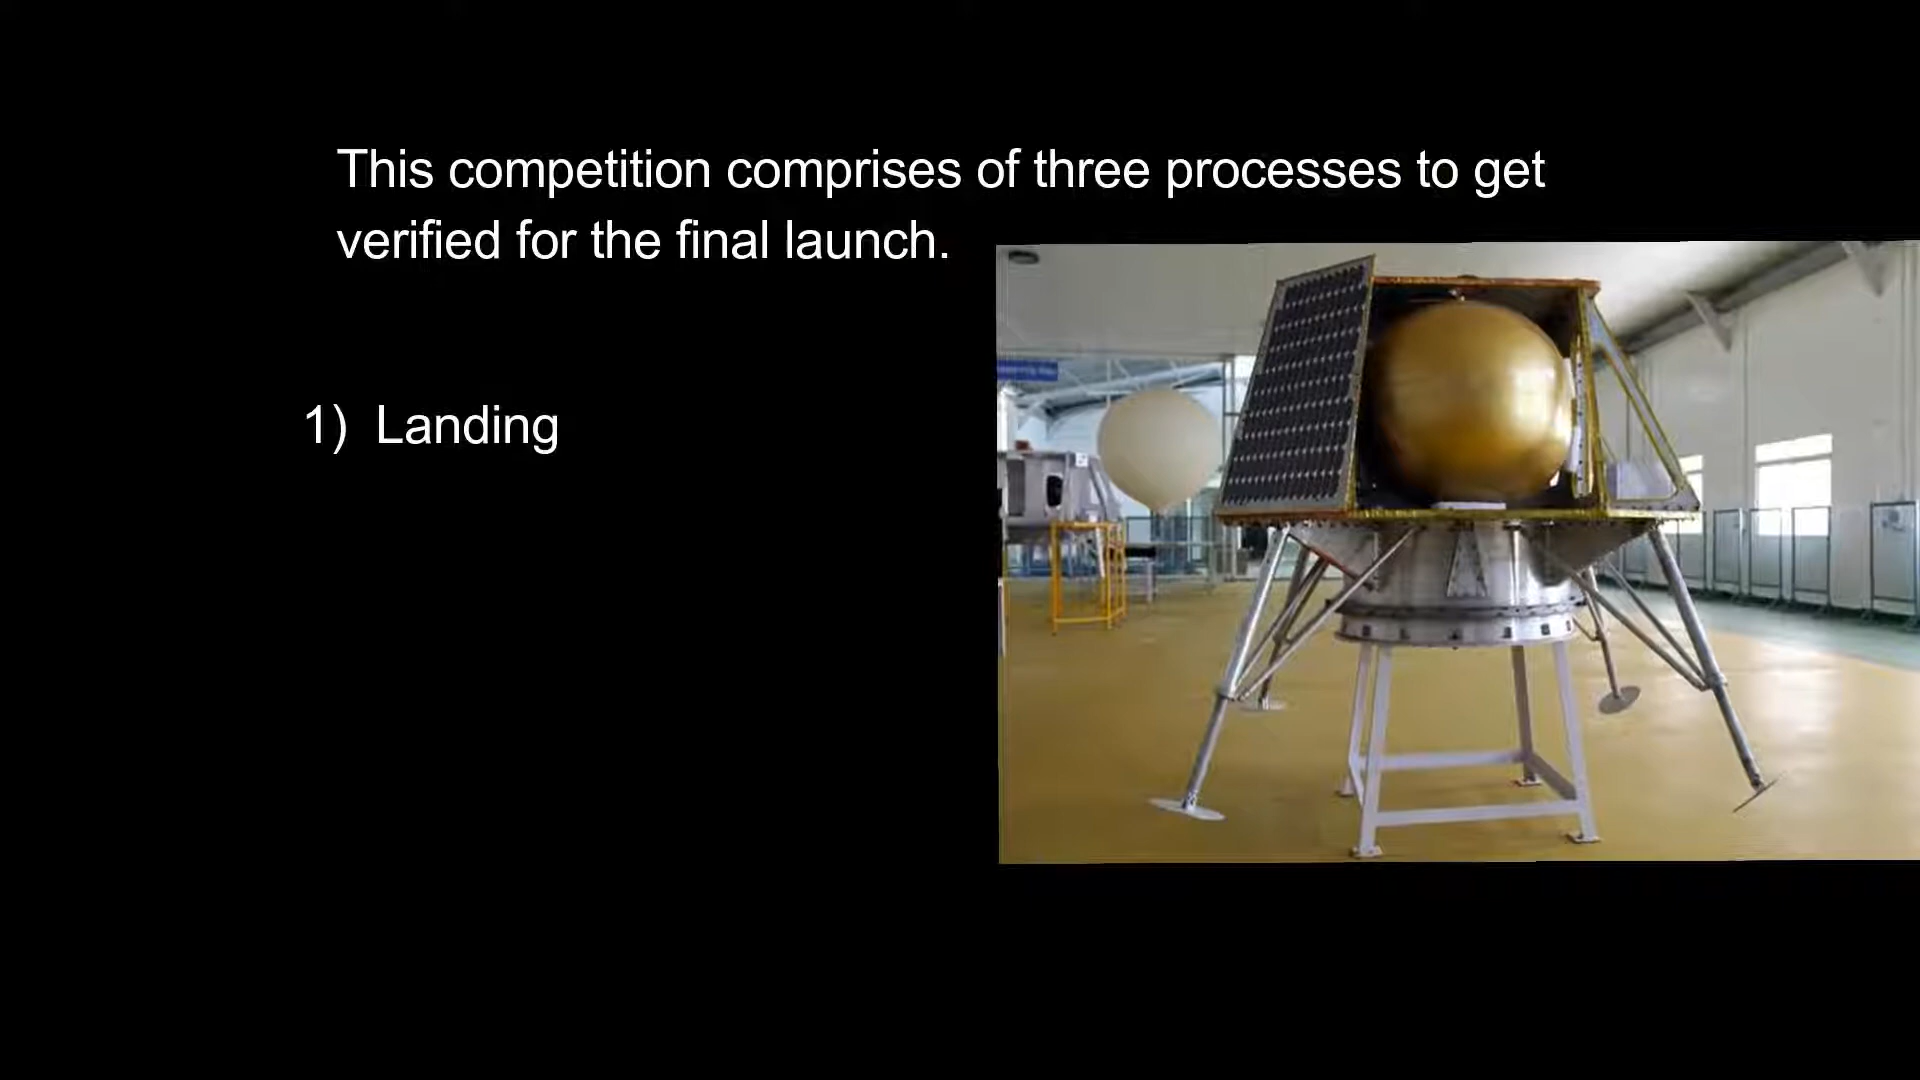 This competition comprises of three processes to get
verified for the final launch.
1) Landing